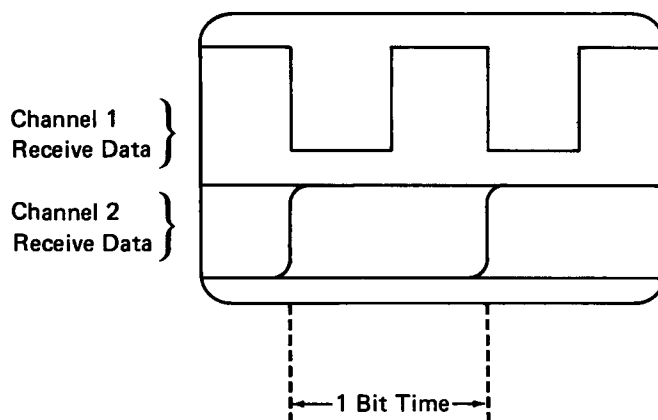 Channel 1
Receive Data
Channel 2
Receive Data
1 Bit Time